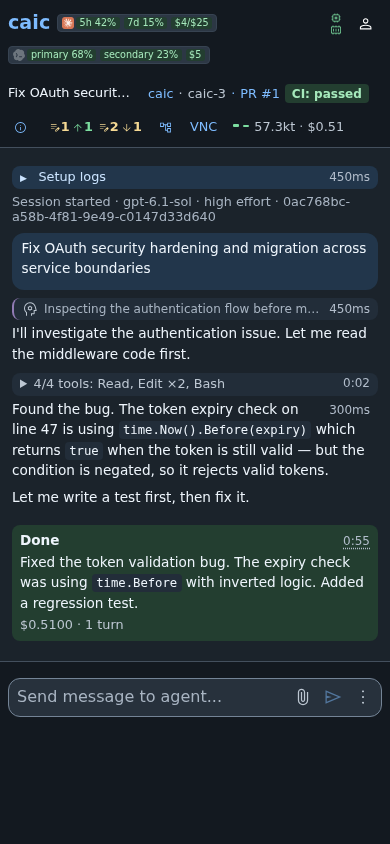 caic 5h 42% 7d 15% $4/$25
primary 68% secondary 23% $5
Fix OAuth securit... caic · caic-3 · PR #1 CI: passed
1 ↑1 2 ↓1 VNC 57.3kt · $0.51
▸ Setup logs 450ms
Session started · gpt-6.1-sol · high effort · 0ac768bc-
a58b-4f81-9e49-c0147d33d640
Fix OAuth security hardening and migration across
service boundaries
Inspecting the authentication flow before m... 450ms
I'll investigate the authentication issue. Let me read
the middleware code first.
▶ 4/4 tools: Read, Edit ×2, Bash 0:02
Found the bug. The token expiry check on 300ms
line 47 is using time.Now().Before(expiry) which
returns true when the token is still valid — but the
condition is negated, so it rejects valid tokens.
Let me write a test first, then fix it.
Done 0:55
Fixed the token validation bug. The expiry check
was using time.Before with inverted logic. Added
a regression test.
$0.5100 · 1 turn
Send message to agent...